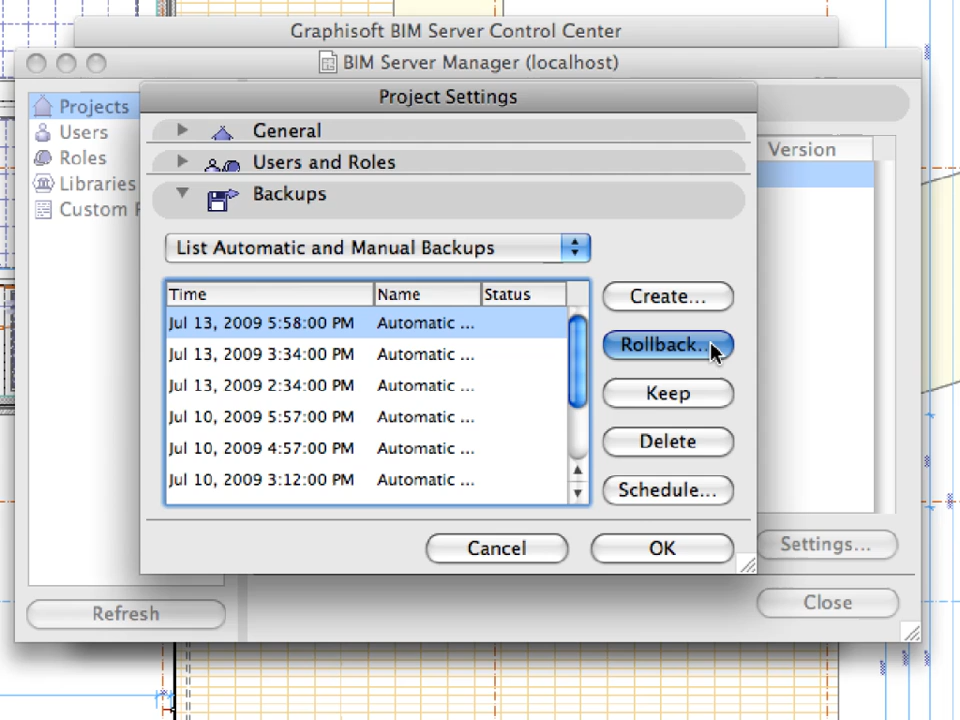 Graphisoft BIM Server Control Center
BIM Server Manager (localhost)
Projects
Users
Roles
Libraries
Custom
Version
Settings...
Close
Refresh
Project Settings
General
Users and Roles
Backups
List Automatic and Manual Backups
Time Name Status
Jul 13, 2009 5:58:00 PM Automatic ...
Jul 13, 2009 3:34:00 PM Automatic ...
Jul 13, 2009 2:34:00 PM Automatic ...
Jul 10, 2009 5:57:00 PM Automatic ...
Jul 10, 2009 4:57:00 PM Automatic ...
Jul 10, 2009 3:12:00 PM Automatic ...
Create...
Rollback...
Keep
Delete
Schedule...
Cancel
OK